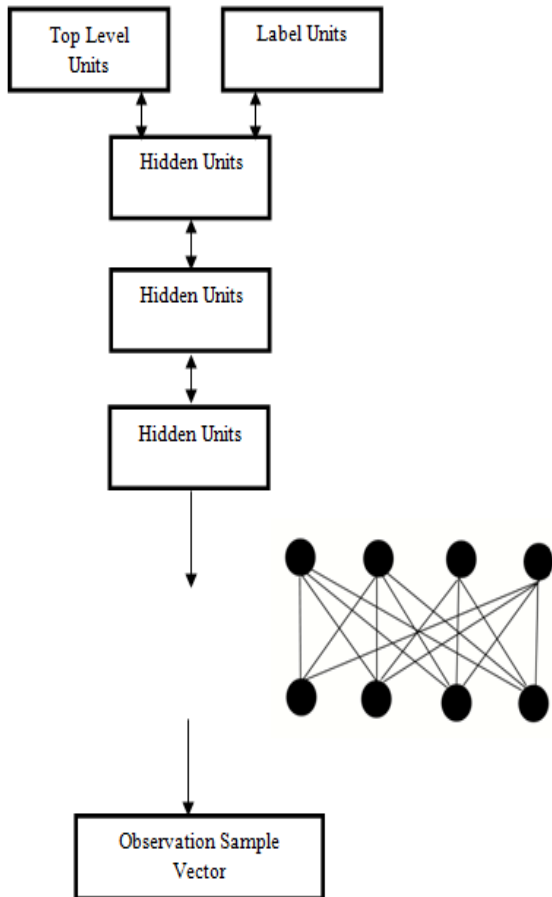 Top Level
Units
Label Units
Hidden Units
Hidden Units
Hidden Units
Observation Sample
Vector